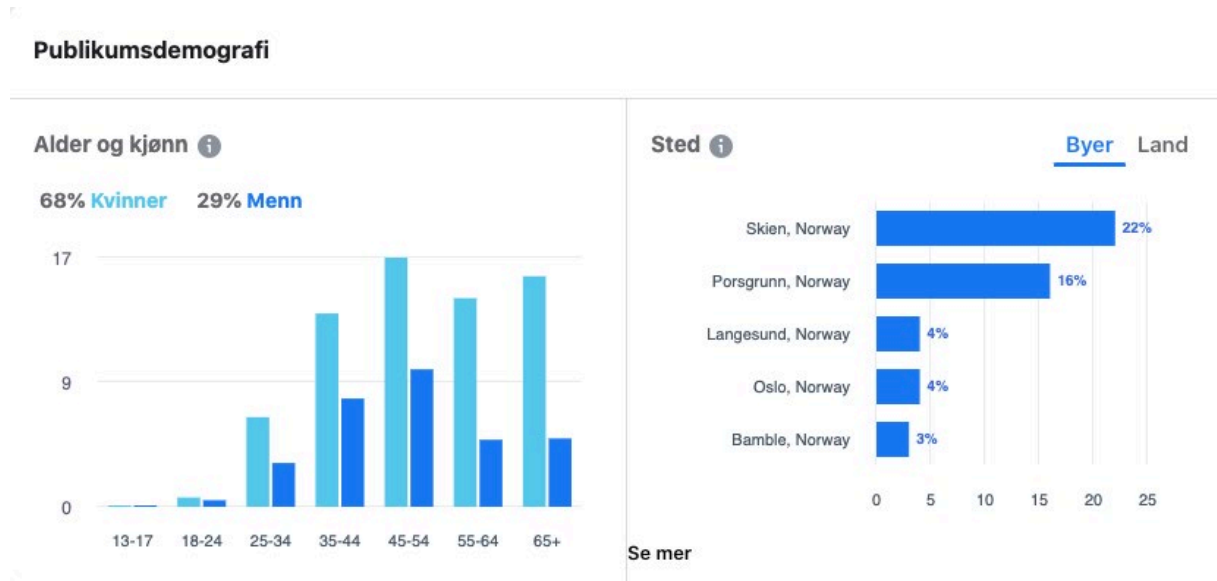 Publikumsdemografi
Alder og kjønn
68% Kvinner 29% Menn
17
9
0
13-17 18-24 25-34 35-44 45-54 55-64 65+
Sted
Byer Land
Skien, Norway 22%
Porsgrunn, Norway 16%
Langesund, Norway 4%
Oslo, Norway 4%
Bamble, Norway 3%
0 5 10 15 20 25
Se mer